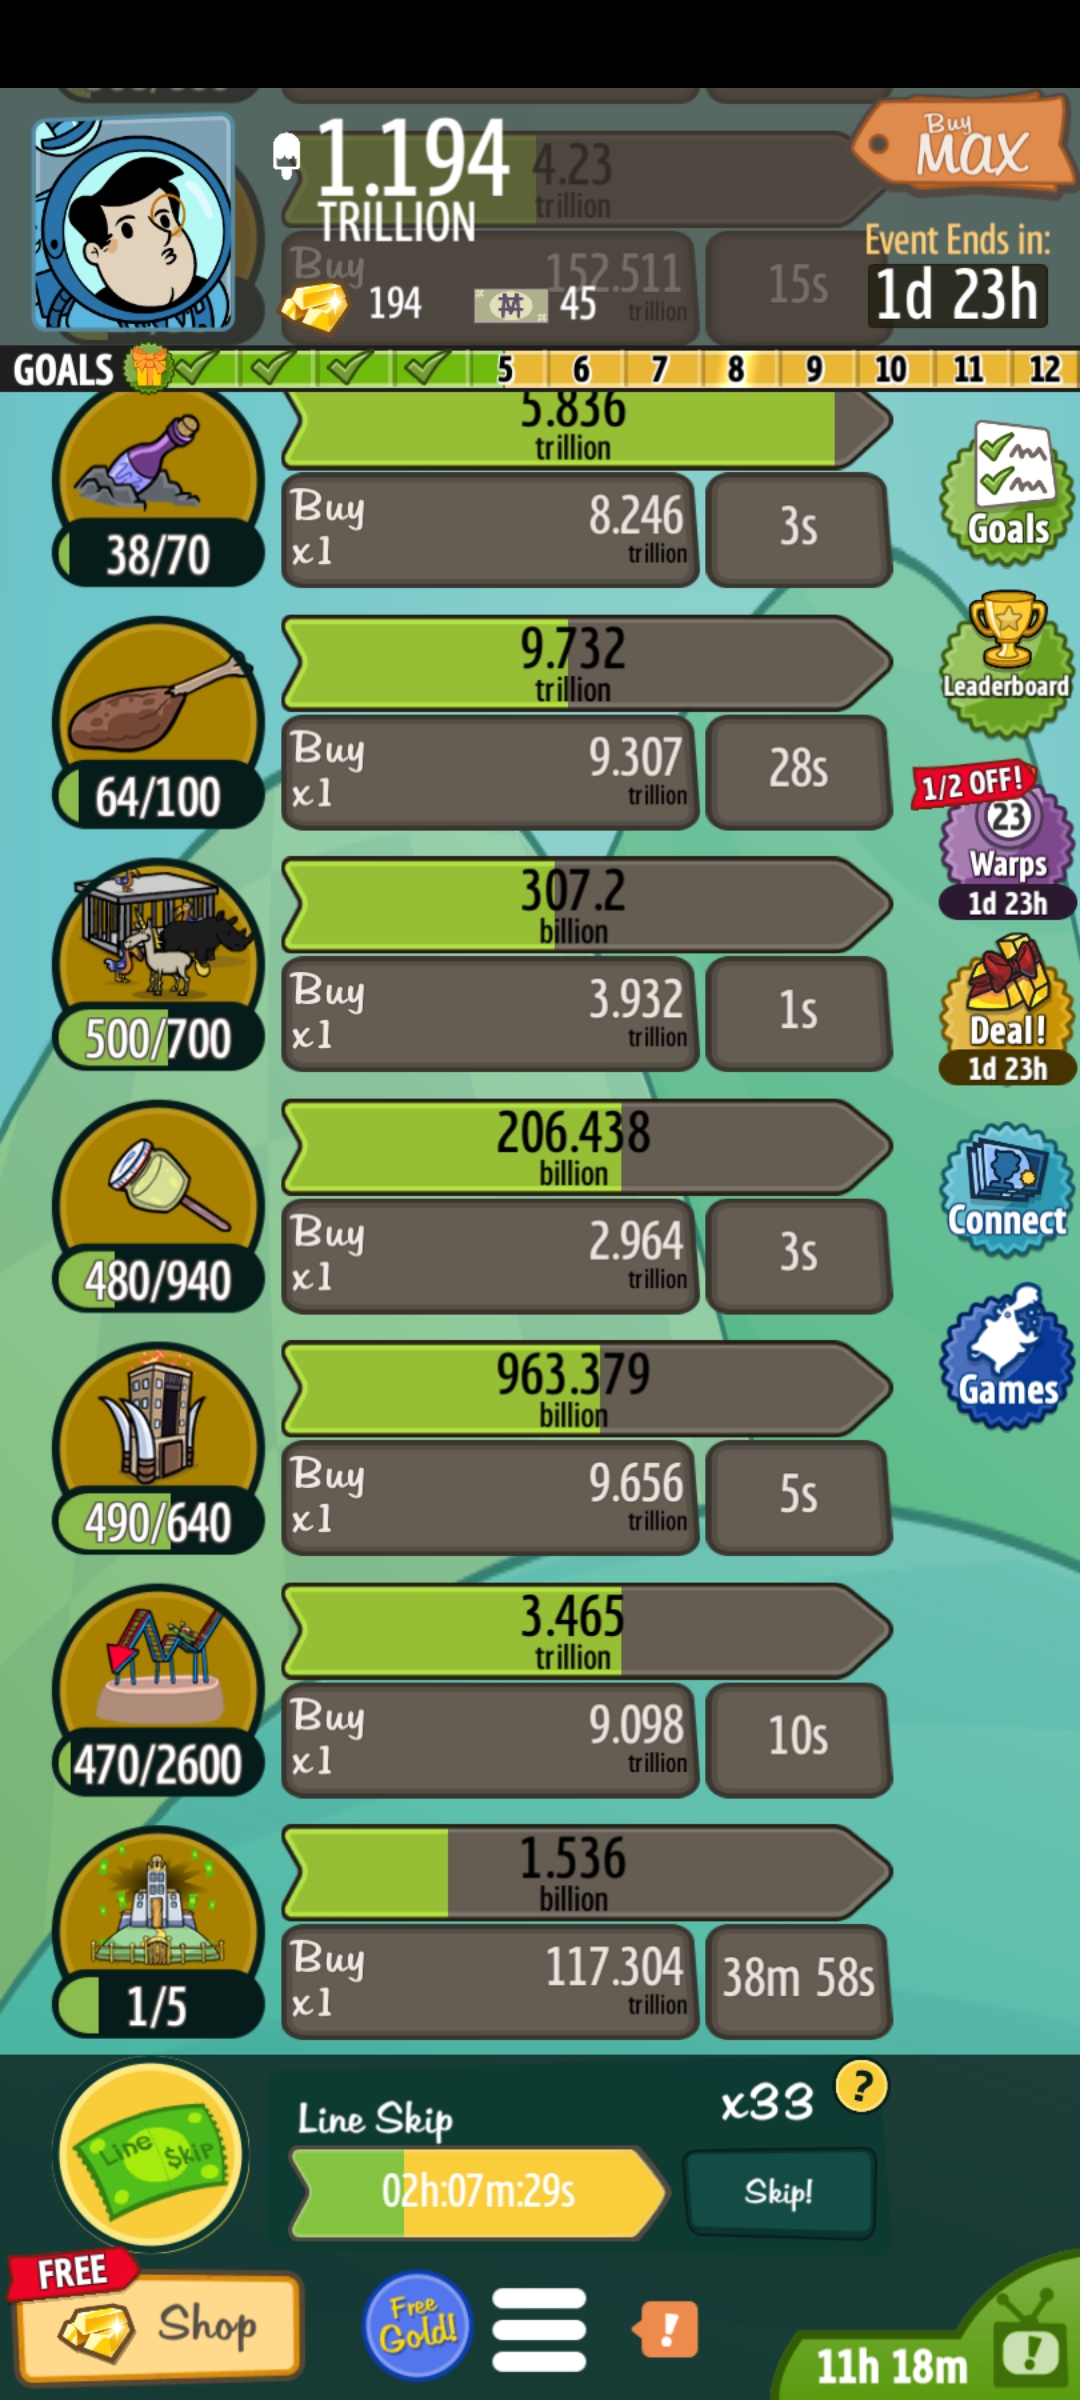 1.194
TRILLION
4.23
trillion
Buy
MAX
Buy
152.511
trillion
15s
194
45
Event Ends in:
1d 23h
GOALS
5
6
7
8
9
10
11
12
5.836
trillion
38/70
Buy
x1
8.246
trillion
3s
Goals
9.732
trillion
64/100
Buy
x1
9.307
trillion
28s
Leaderboard
1/2 OFF!
23
Warps
1d 23h
307.2
billion
500/700
Buy
x1
3.932
trillion
1s
Deal!
1d 23h
206.438
billion
480/940
Buy
x1
2.964
trillion
3s
Connect
963.379
billion
490/640
Buy
x1
9.656
trillion
5s
Games
3.465
trillion
470/2600
Buy
x1
9.098
trillion
10s
1.536
billion
1/5
Buy
x1
117.304
trillion
38m 58s
Line $kip
Line Skip
x33
?
02h:07m:29s
Skip!
FREE
Shop
Free
Gold!
!
11h 18m
!